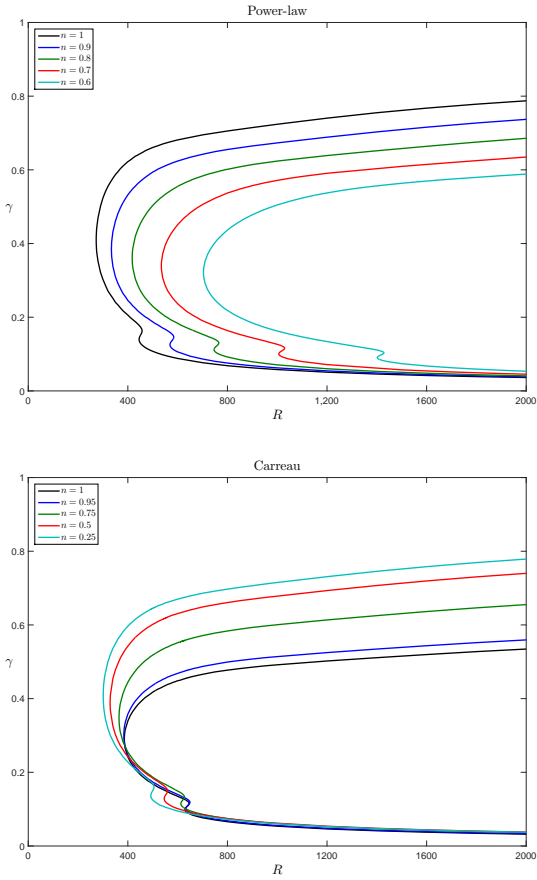 Power-law
1
n = 1
n = 0.9
n = 0.8
n = 0.7
n = 0.6
0.8
0.6
γ
0.4
0.2
0
0 400 800 1,200 1600 2000
R
Carreau
1
n = 1
n = 0.95
n = 0.75
n = 0.5
n = 0.25
0.8
0.6
γ
0.4
0.2
0
0 400 800 1200 1600 2000
R